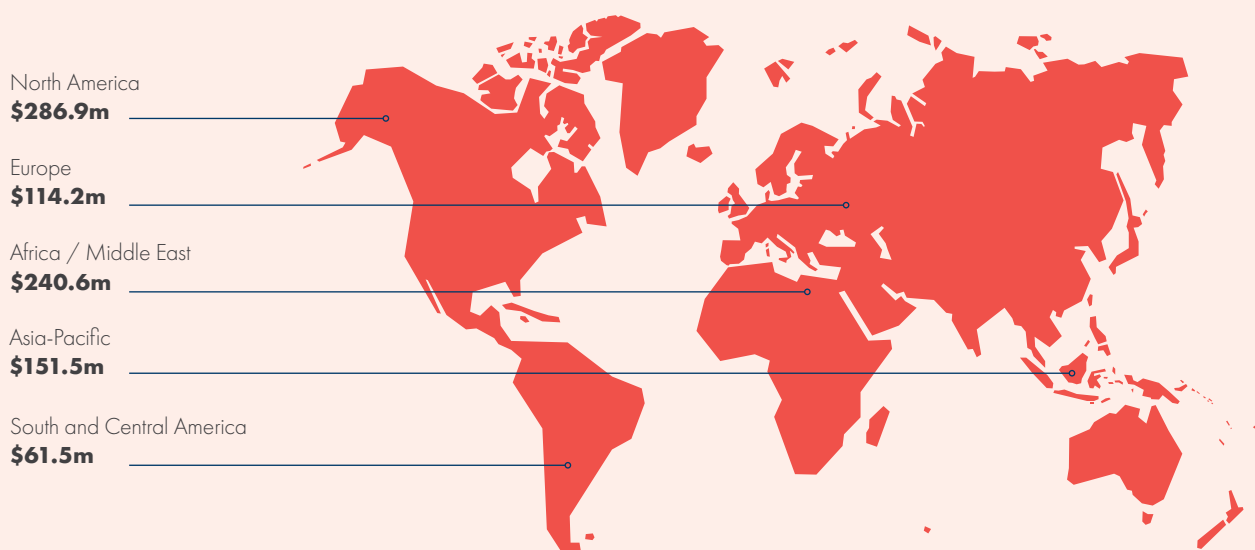 North America
$286.9m
Europe
$114.2m
Africa / Middle East
$240.6m
Asia-Pacific
$151.5m
South and Central America
$61.5m